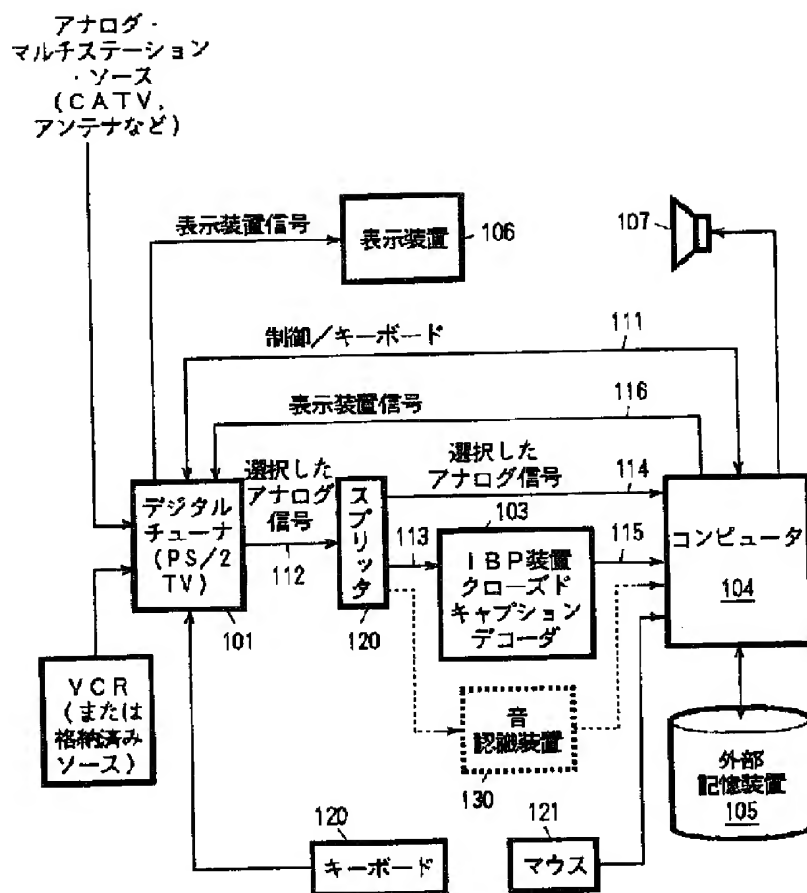 アナログ・
マルチステーション
・ソース
(CATV,
アンテナなど)
表示装置信号
表示装置
106
107
制御/キーボード
111
表示装置信号
116
選択した
アナログ
信号
112
選択した
アナログ信号
114
デジタル
チューナ
(PS/2
TV)
101
スプリッタ
120
113
103
IBP装置
クローズド
キャプション
デコーダ
115
コンピュータ
104
VCR
(または
格納済み
ソース)
音
認識装置
130
外部
記憶装置
105
120
キーボード
121
マウス